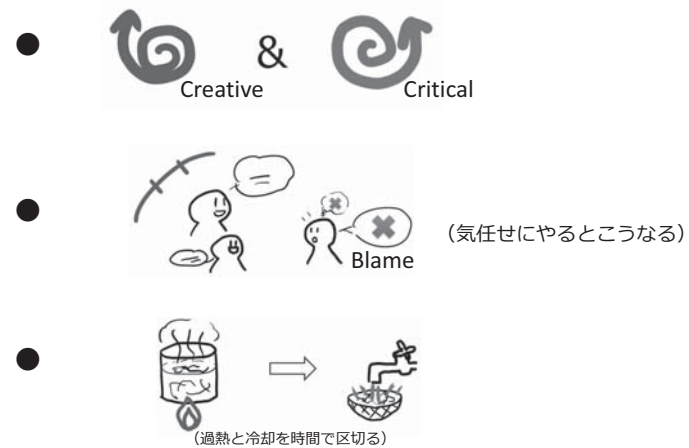 &
Creative
Critical
(気任せにやるとこうなる)
Blame
(過熱と冷却を時間で区切る)